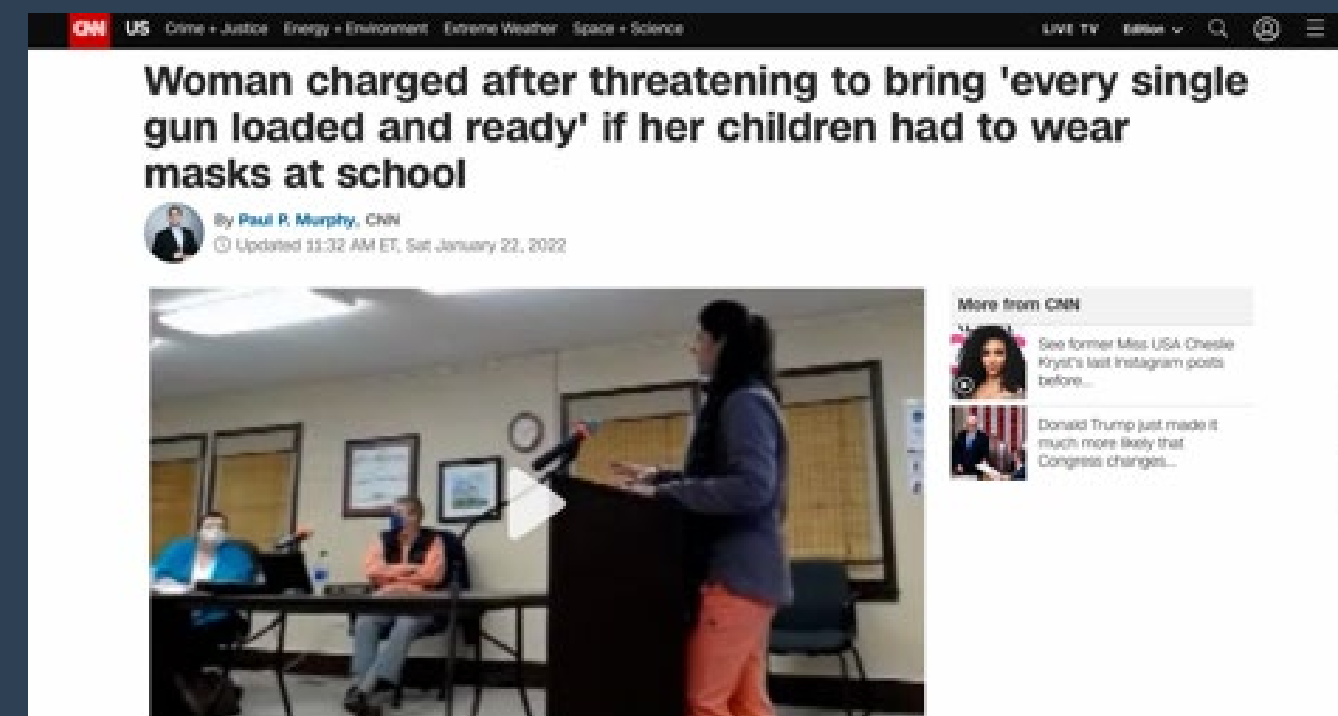 CNN US Crime + Justice Energy + Environment Extreme Weather Space + Science LIVE TV Edition
Woman charged after threatening to bring 'every single
gun loaded and ready' if her children had to wear
masks at school
By Paul P. Murphy, CNN
Updated 11:32 AM ET, Sat January 22, 2022
More from CNN
See former Miss USA Cheslie
Kryst's last Instagram posts
before...
Donald Trump just made it
much more likely that
Congress changes...